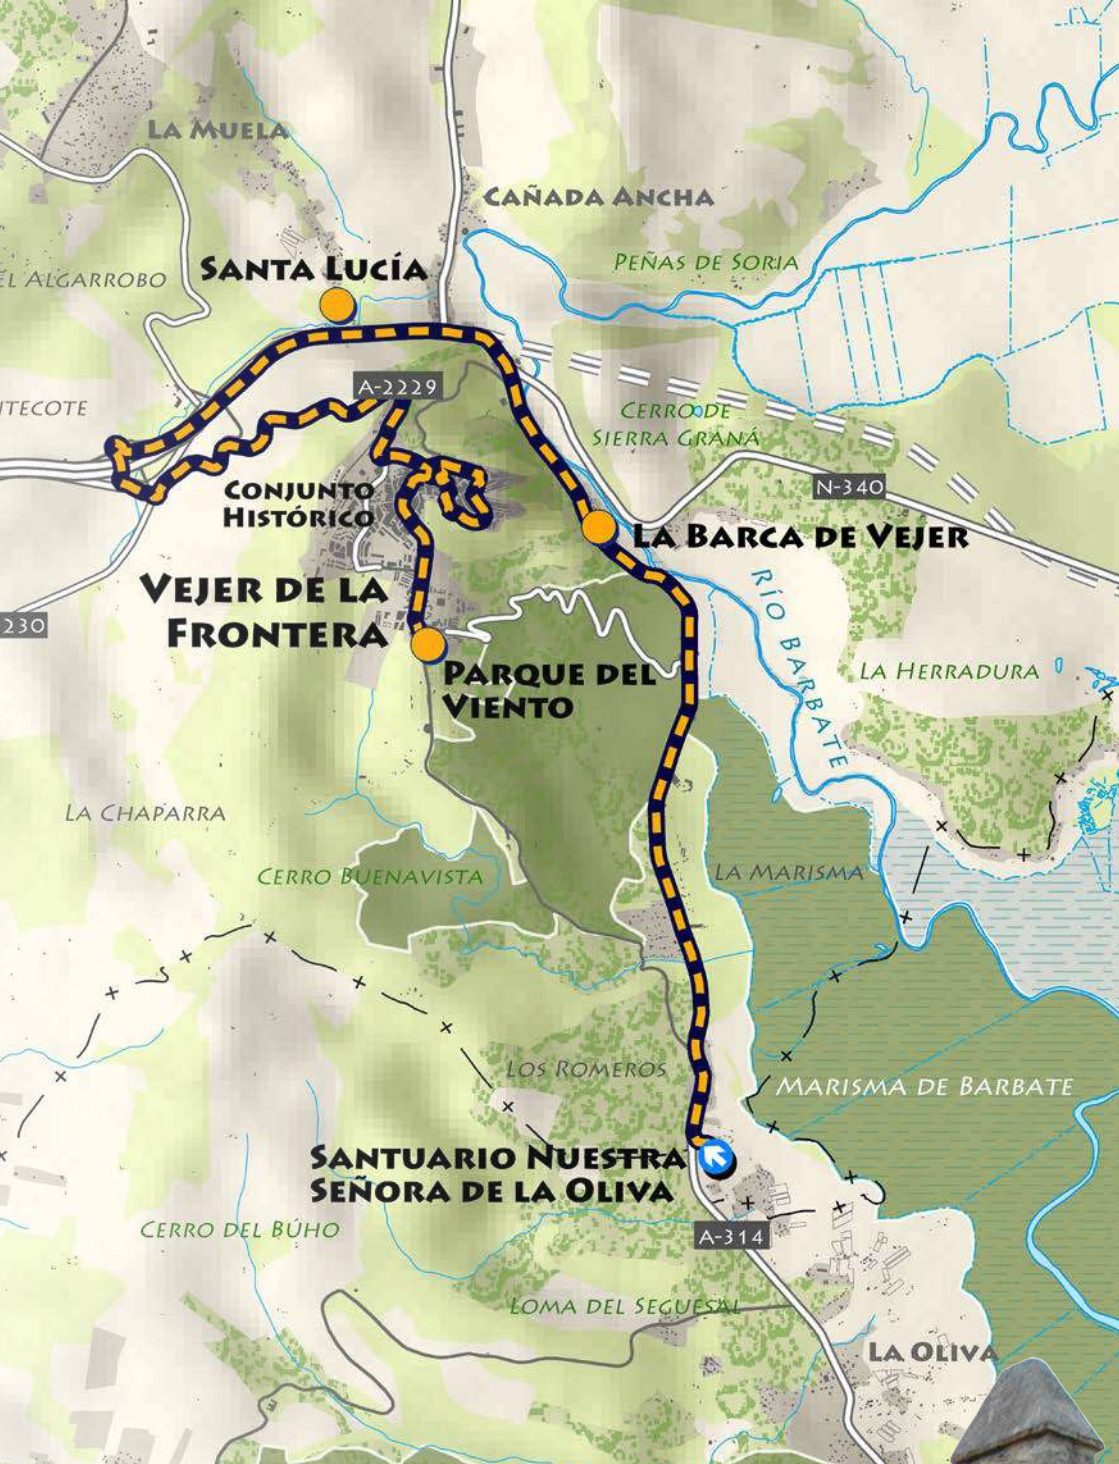 LA MUELA
CAÑADA ANCHA
PEÑAS DE SORIA
SANTA LUCÍA
EL ALGARROBO
A-2229
CERRO DE
SIERRA GRANÁ
N-340
CONJUNTO
HISTÓRICO
LA BARCA DE VEJER
VEJER DE LA
FRONTERA
230
RÍO BARBATE
PARQUE DEL
VIENTO
LA HERRADURA
LA CHAPARRA
CERRO BUENAVISTA
LA MARISMA
LOS ROMEROS
MARISMA DE BARBATE
SANTUARIO NUESTRA
SEÑORA DE LA OLIVA
CERRO DEL BÚHO
A-314
LOMA DEL SEGUESAL
LA OLIVA